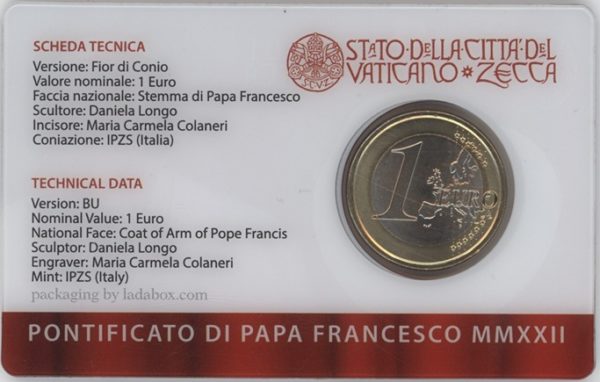 SCHEDA TECNICA
Versione: Fior di Conio
Valore nominale: 1 Euro
Faccia nazionale: Stemma di Papa Francesco
Scultore: Daniela Longo
Incisore: Maria Carmela Colaneri
Coniazione: IPZS (Italia)
TECHNICAL DATA
Version: BU
Nominal Value: 1 Euro
National Face: Coat of Arm of Pope Francis
Sculptor: Daniela Longo
Engraver: Maria Carmela Colaneri
Mint: IPZS (Italy)
packaging by ladabox.com
STATO·DELLA·CITTÀ·DEL
VATICANO * ZECCA
1 EURO
PONTIFICATO DI PAPA FRANCESCO MMXXII